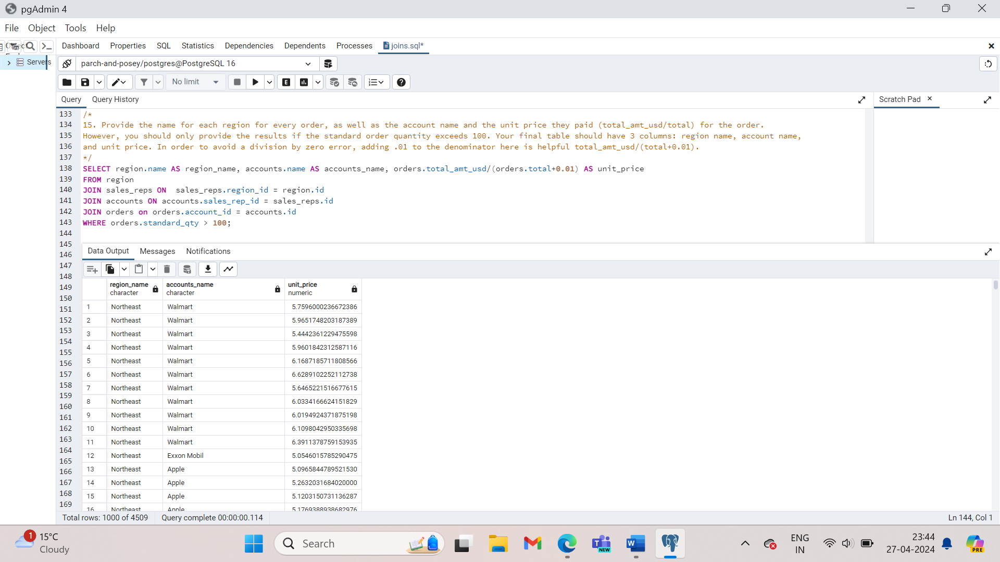 pgAdmin 4
File Object Tools Help
Dashboard Properties SQL Statistics Dependencies Dependents Processes joins.sql*
Servers
parch-and-posey/postgres@PostgreSQL 16
No limit
Query Query History
Scratch Pad
133 /*
134 15. Provide the name for each region for every order, as well as the account name and the unit price they paid (total_amt_usd/total) for the order.
135 However, you should only provide the results if the standard order quantity exceeds 100. Your final table should have 3 columns: region name, account name,
136 and unit price. In order to avoid a division by zero error, adding .01 to the denominator here is helpful total_amt_usd/(total+0.01).
137 */
138 SELECT region.name AS region_name, accounts.name AS accounts_name, orders.total_amt_usd/(orders.total+0.01) AS unit_price
139 FROM region
140 JOIN sales_reps ON  sales_reps.region_id = region.id
141 JOIN accounts ON accounts.sales_rep_id = sales_reps.id
142 JOIN orders on orders.account_id = accounts.id
143 WHERE orders.standard_qty > 100;
144
145
146
147
148
149
150
151
152
153
154
155
156
157
158
159
160
161
162
163
164
165
166
167
168
169
Data Output Messages Notifications
region_name accounts_name unit_price
character character numeric
1 Northeast Walmart 5.7596000236672386
2 Northeast Walmart 5.9651748203187389
3 Northeast Walmart 5.4442361229475598
4 Northeast Walmart 5.9601842312587116
5 Northeast Walmart 6.1687185711808566
6 Northeast Walmart 6.6289102252112738
7 Northeast Walmart 5.6465221516677615
8 Northeast Walmart 6.0334166624151829
9 Northeast Walmart 6.0194924371875198
10 Northeast Walmart 6.1098042950335698
11 Northeast Walmart 6.3911378759153935
12 Northeast Exxon Mobil 5.0546015785290475
13 Northeast Apple 5.0965844789521530
14 Northeast Apple 5.2632031684020000
15 Northeast Apple 5.1203150731136287
16 Northeast Apple 5.1769388938682976
Total rows: 1000 of 4509 Query complete 00:00:00.114 Ln 144, Col 1
1 15°C
Cloudy
Search
NEW
W
ENG
IN
23:44
27-04-2024
PRE